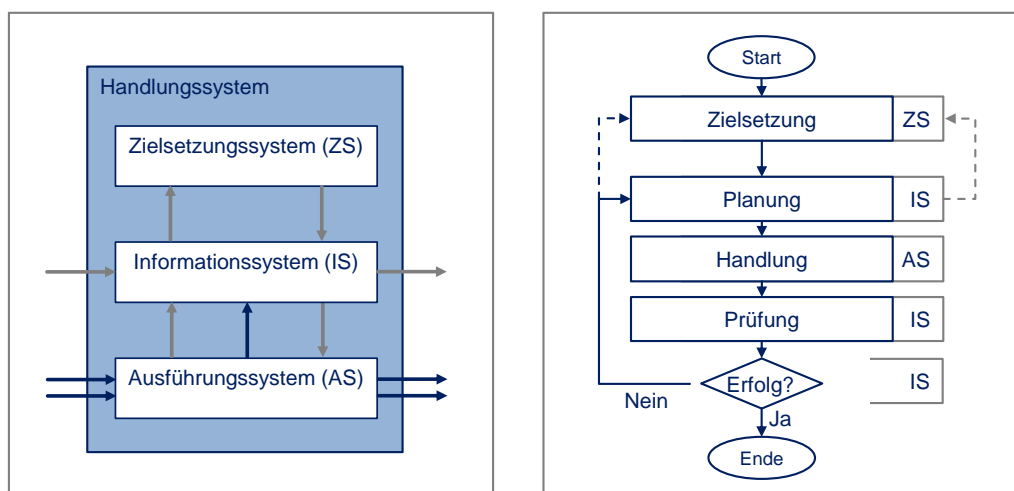 Handlungssystem
Zielsetzungssystem (ZS)
Informationssystem (IS)
Ausführungssystem (AS)
Start
Zielsetzung ZS
Planung IS
Handlung AS
Prüfung IS
Erfolg? IS
Nein
Ja
Ende